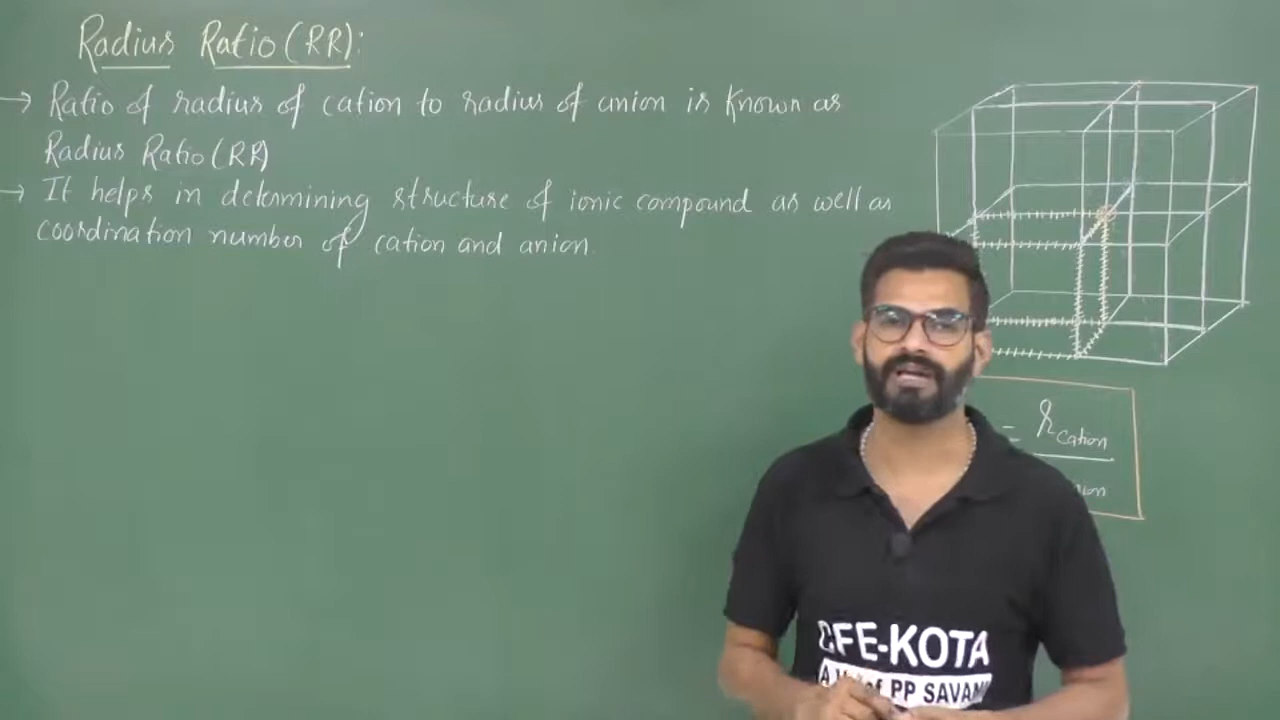 Radius Ratio (RR):
→ Ratio of radius of cation to radius of anion is known as
Radius Ratio (RR)
→ It helps in determining structure of ionic compound as well as
coordination number of cation and anion
= r cation
CFE-KOTA
of PP SAVANI